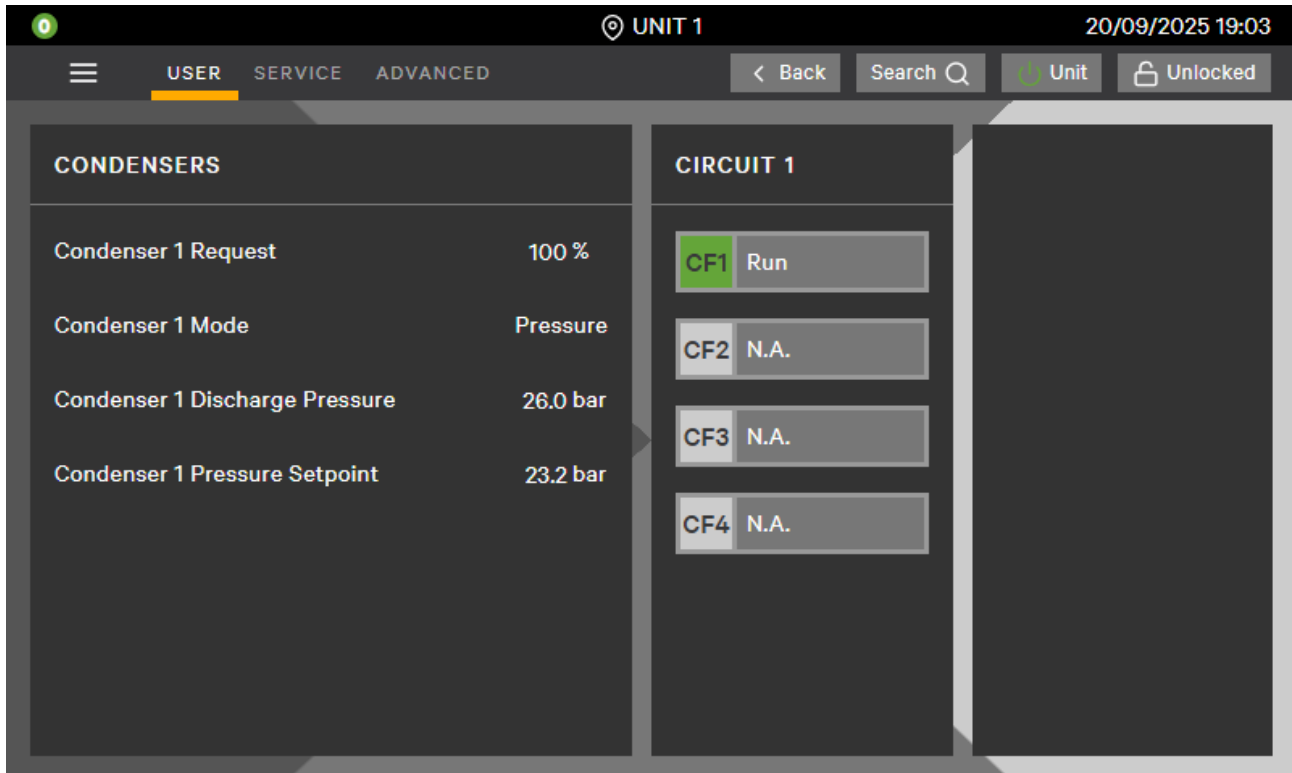 0 UNIT 1 20/09/2025 19:03
USER SERVICE ADVANCED Back Search Unit Unlocked
CONDENSERS
Condenser 1 Request 100 %
Condenser 1 Mode Pressure
Condenser 1 Discharge Pressure 26.0 bar
Condenser 1 Pressure Setpoint 23.2 bar
CIRCUIT 1
CF1 Run
CF2 N.A.
CF3 N.A.
CF4 N.A.